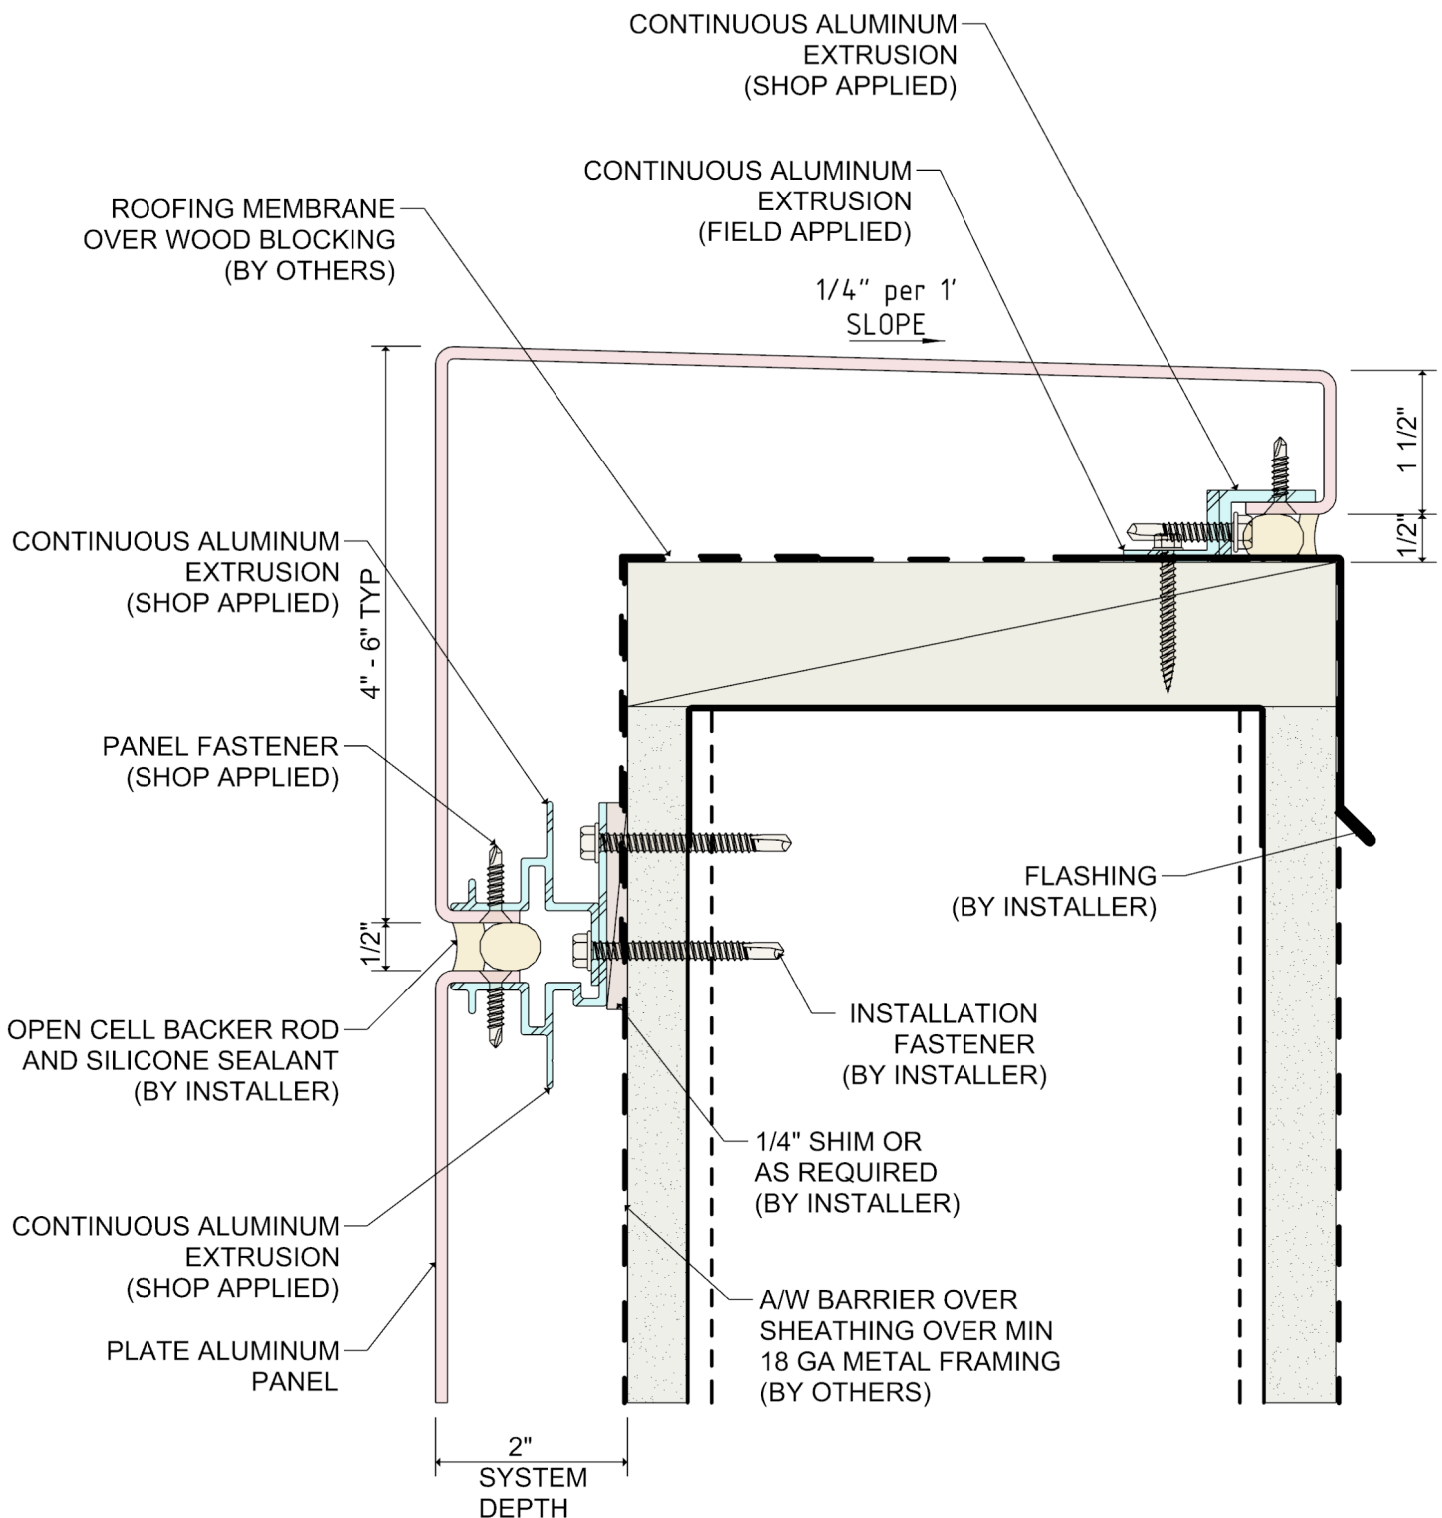 CONTINUOUS ALUMINUM
EXTRUSION
(SHOP APPLIED)
CONTINUOUS ALUMINUM
EXTRUSION
(FIELD APPLIED)
ROOFING MEMBRANE
OVER WOOD BLOCKING
(BY OTHERS)
1/4" per 1'
SLOPE
1 1/2"
1/2"
CONTINUOUS ALUMINUM
EXTRUSION
(SHOP APPLIED)
4" - 6" TYP
PANEL FASTENER
(SHOP APPLIED)
FLASHING
(BY INSTALLER)
1/2"
OPEN CELL BACKER ROD
AND SILICONE SEALANT
(BY INSTALLER)
INSTALLATION
FASTENER
(BY INSTALLER)
1/4" SHIM OR
AS REQUIRED
(BY INSTALLER)
CONTINUOUS ALUMINUM
EXTRUSION
(SHOP APPLIED)
A/W BARRIER OVER
SHEATHING OVER MIN
18 GA METAL FRAMING
(BY OTHERS)
PLATE ALUMINUM
PANEL
2"
SYSTEM
DEPTH